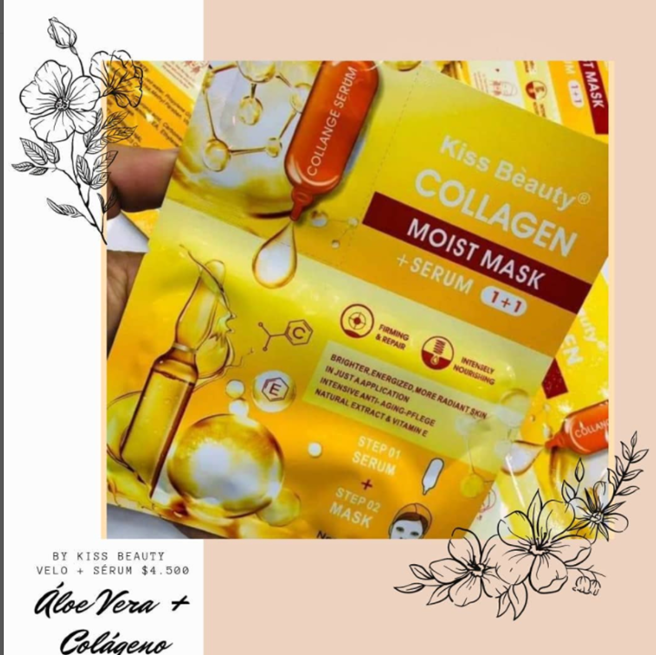 COLLANGE SERUM
MASK
1+1
Kiss Bèauty®
COLLAGEN
MOIST MASK
+SERUM 1+1
C
FIRMING
& REPAIR
INTENSELY
NOURISHING
E
BRIGHTER,ENERGIZED,MORE RADIANT SKIN
IN JUST A APPLICATION
INTENSIVE ANTI-AGING-PFLEGE
NATURAL EXTRACT & VITAMIN E
STEP 01
SERUM
+
STEP 02
MASK
BY KISS BEAUTY
VELO + SÉRUM $4.500
Áloe Vera +
Colágeno